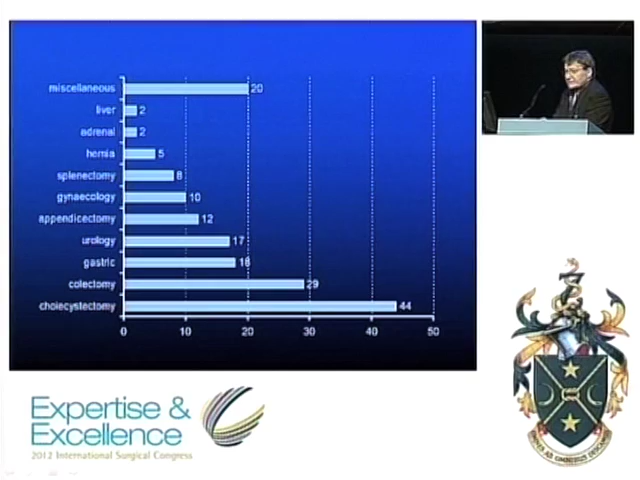 miscellaneous 20
liver 2
adrenal 2
hernia 5
splenectomy 8
gynaecology 10
appendicectomy 12
urology 17
gastric 18
colectomy 29
cholecystectomy 44
0 10 20 30 40 50
Expertise &
Excellence
2012 International Surgical Congress